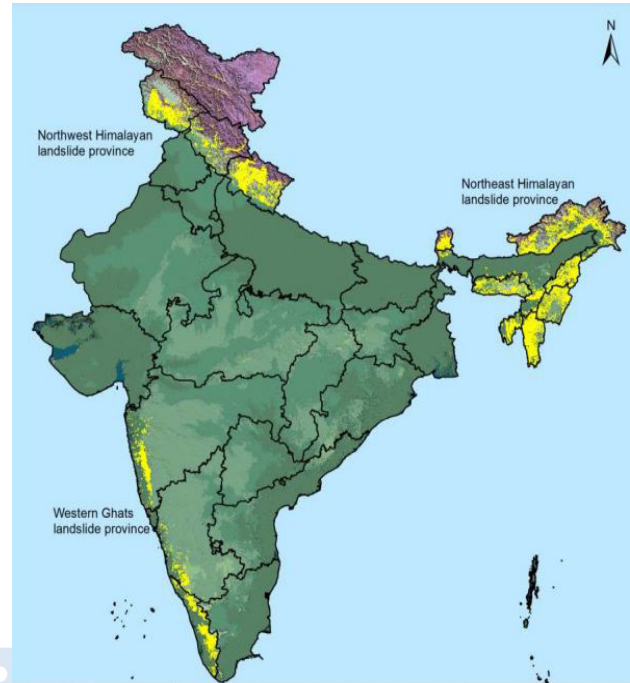 N
Northwest Himalayan
landslide province
Northeast Himalayan
landslide province
Western Ghats
landslide province